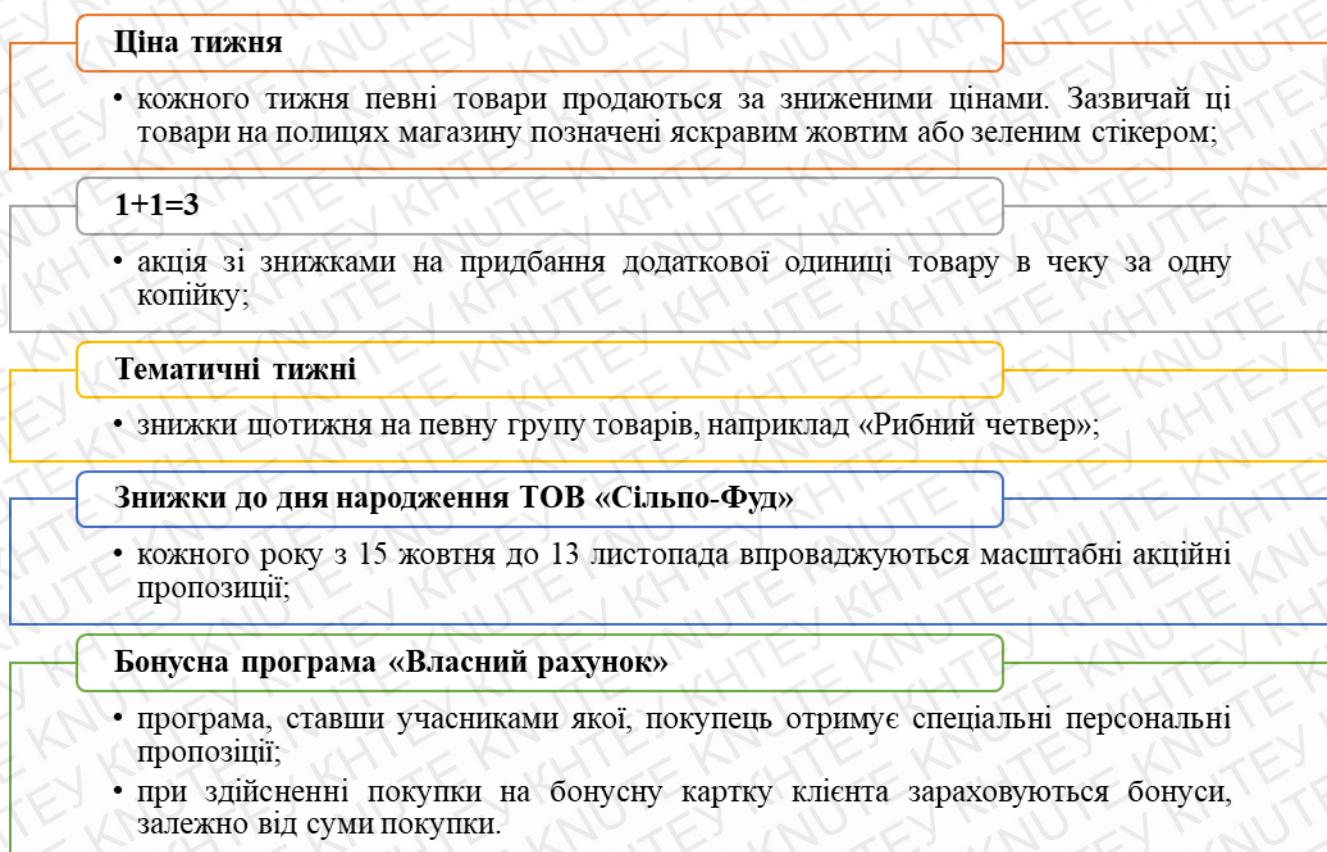 Ціна тижня
• кожного тижня певні товари продаються за зниженими цінами. Зазвичай ці
товари на полицях магазину позначені яскравим жовтим або зеленим стікером;
1+1=3
• акція зі знижками на придбання додаткової одиниці товару в чеку за одну
копійку;
Тематичні тижні
• знижки щотижня на певну групу товарів, наприклад «Рибний четвер»;
Знижки до дня народження ТОВ «Сільпо-Фуд»
• кожного року з 15 жовтня до 13 листопада впроваджуються масштабні акційні
пропозиції;
Бонусна програма «Власний рахунок»
• програма, ставши учасниками якої, покупець отримує спеціальні персональні
пропозіції;
• при здійсненні покупки на бонусну картку клієнта зараховуються бонуси,
залежно від суми покупки.